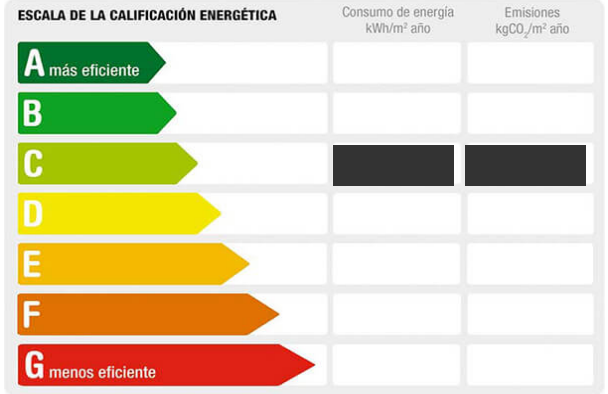 ESCALA DE LA CALIFICACIÓN ENERGÉTICA
Consumo de energía
kWh/m² año
Emisiones
kgCO₂/m² año
A más eficiente
B
C
D
E
F
G menos eficiente